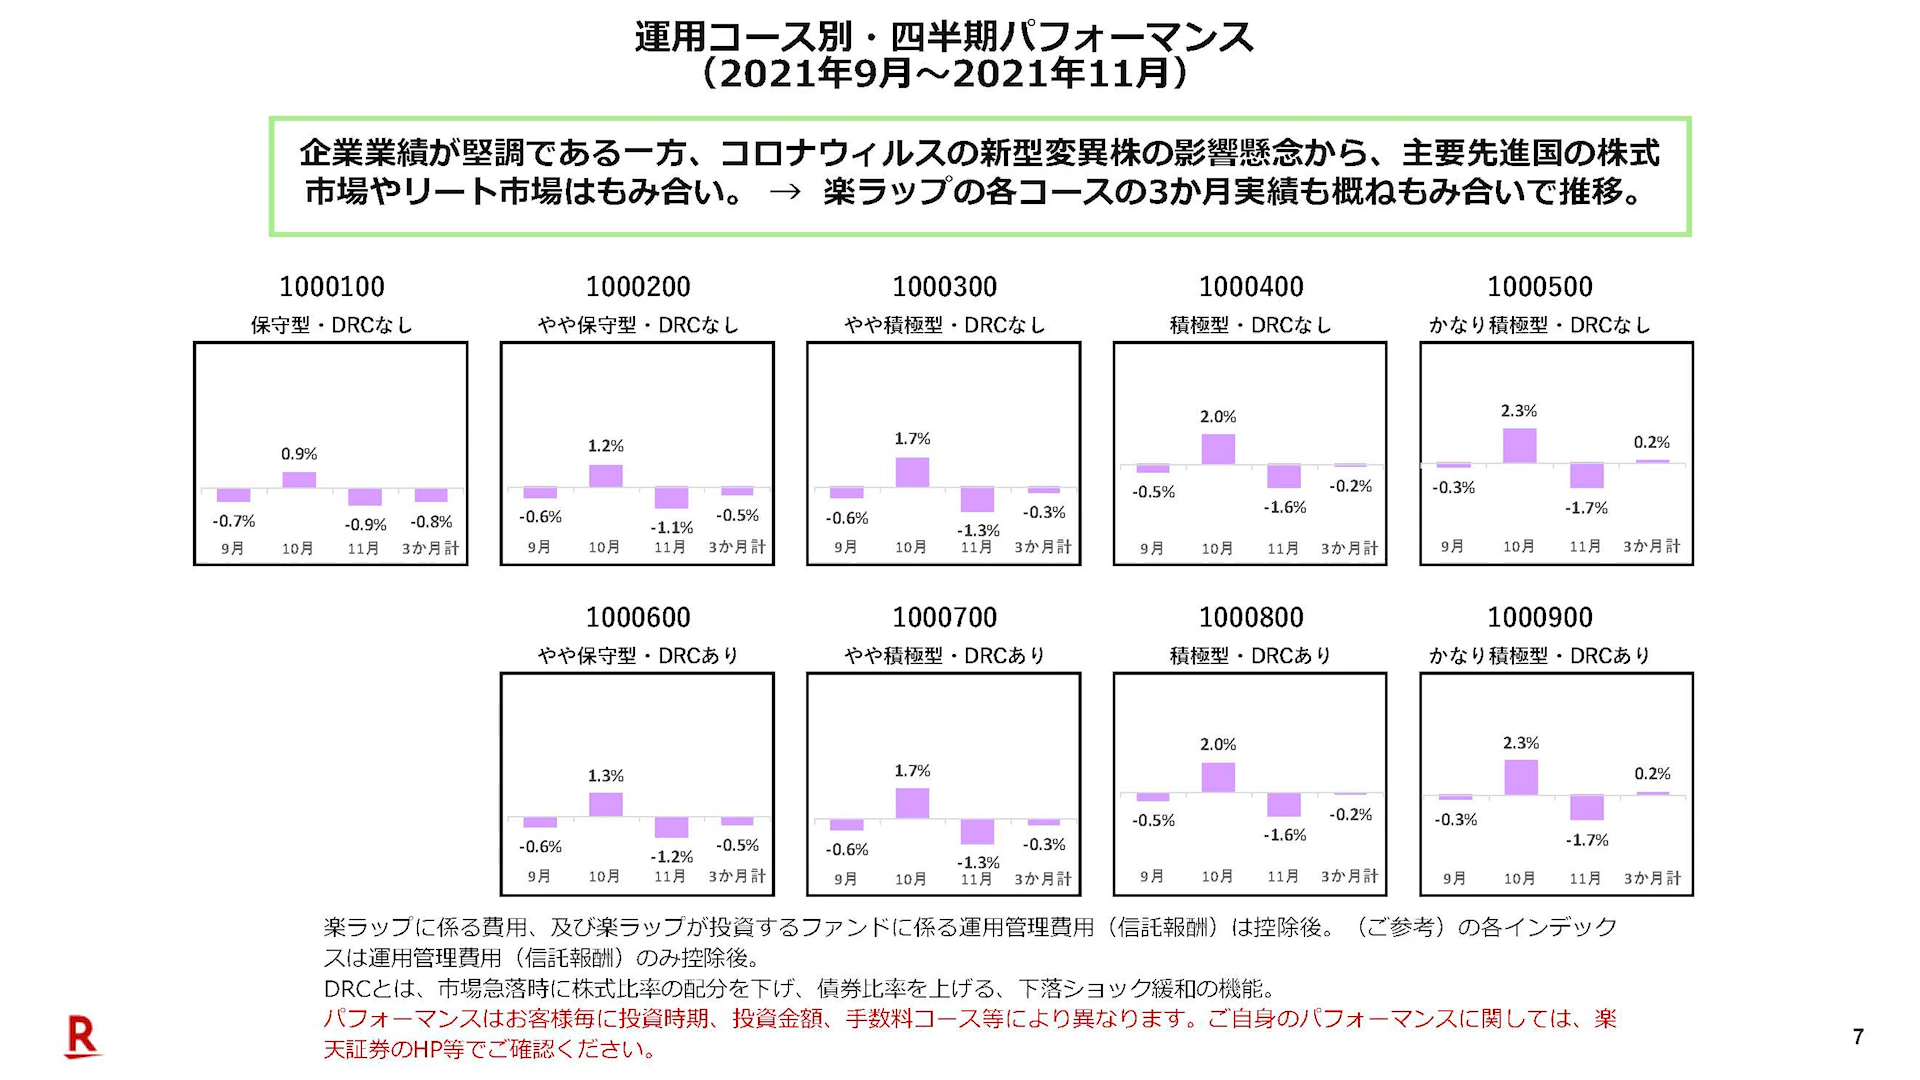 運用コース別・四半期パフォーマンス
（2021年9月～2021年11月）
企業業績が堅調である一方、コロナウィルスの新型変異株の影響懸念から、主要先進国の株式
市場やリート市場はもみ合い。 → 楽ラップの各コースの3か月実績も概ねもみ合いで推移。
1000100
保守型・DRCなし
0.9%
-0.7%
-0.9%
-0.8%
9月 10月 11月 3か月計
1000200
やや保守型・DRCなし
1.2%
-0.6%
-1.1%
-0.5%
9月 10月 11月 3か月計
1000300
やや積極型・DRCなし
1.7%
-0.6%
-1.3%
-0.3%
9月 10月 11月 3か月計
1000400
積極型・DRCなし
2.0%
-0.5%
-1.6%
-0.2%
9月 10月 11月 3か月計
1000500
かなり積極型・DRCなし
2.3%
0.2%
-0.3%
-1.7%
9月 10月 11月 3か月計
1000600
やや保守型・DRCあり
1.3%
-0.6%
-1.2%
-0.5%
9月 10月 11月 3か月計
1000700
やや積極型・DRCあり
1.7%
-0.6%
-1.3%
-0.3%
9月 10月 11月 3か月計
1000800
積極型・DRCあり
2.0%
-0.5%
-1.6%
-0.2%
9月 10月 11月 3か月計
1000900
かなり積極型・DRCあり
2.3%
0.2%
-0.3%
-1.7%
9月 10月 11月 3か月計
楽ラップに係る費用、及び楽ラップが投資するファンドに係る運用管理費用（信託報酬）は控除後。（ご参考）の各インデック
スは運用管理費用（信託報酬）のみ控除後。
DRCとは、市場急落時に株式比率の配分を下げ、債券比率を上げる、下落ショック緩和の機能。
パフォーマンスはお客様毎に投資時期、投資金額、手数料コース等により異なります。ご自身のパフォーマンスに関しては、楽
天証券のHP等でご確認ください。
R
7